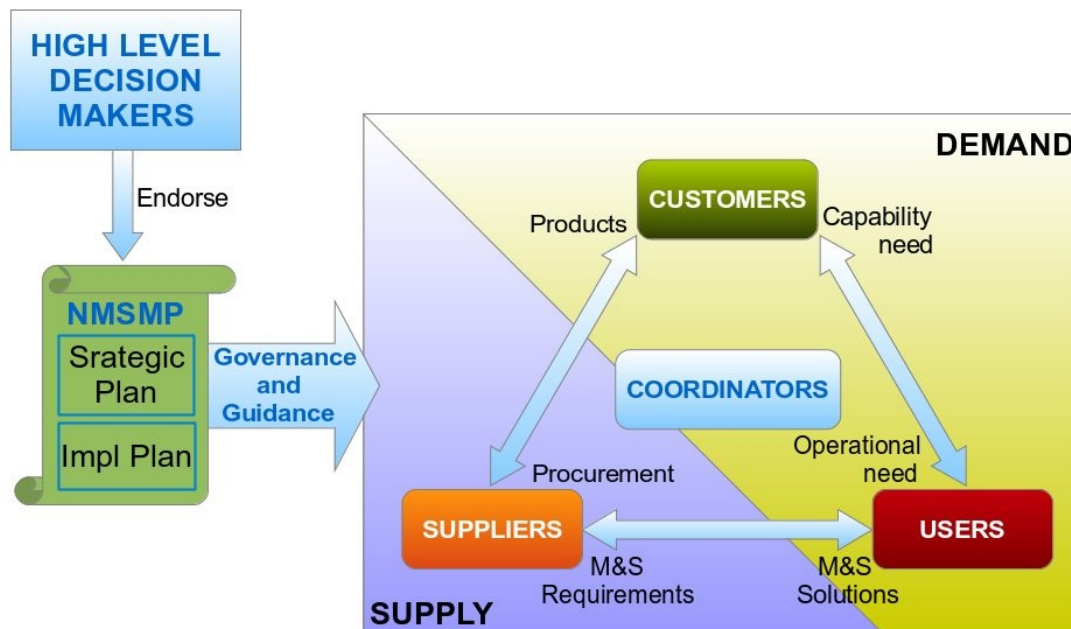 HIGH LEVEL
DECISION
MAKERS
Endorse
NMSMP
Srategic
Plan
Impl Plan
Governance
and
Guidance
DEMAND
CUSTOMERS
Products
Capability
need
COORDINATORS
Operational
need
Procurement
SUPPLIERS
USERS
M&S
Requirements
M&S
Solutions
SUPPLY